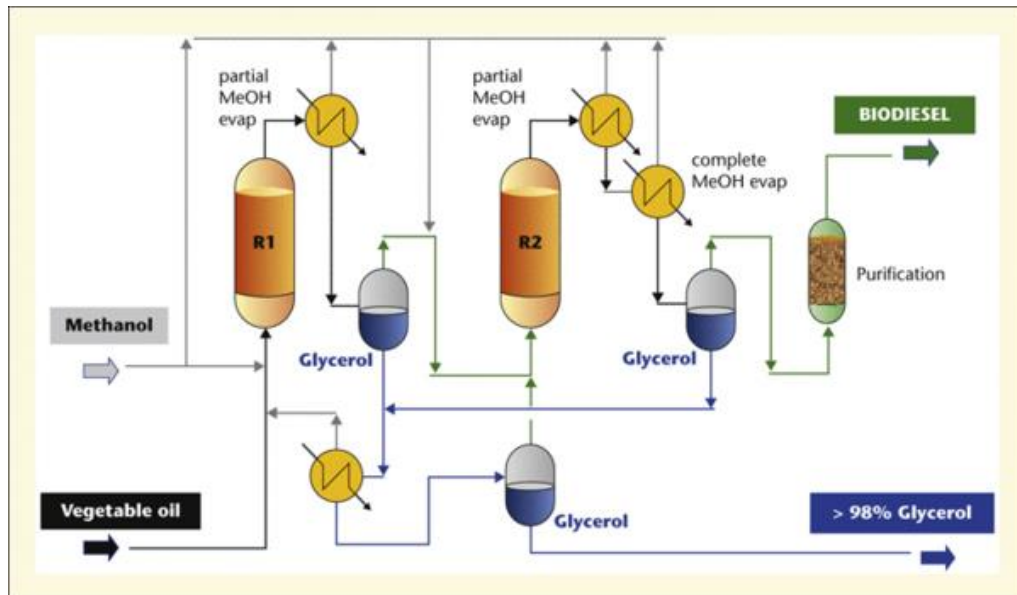 partial
MeOH
evap
partial
MeOH
evap
BIODIESEL
complete
MeOH evap
R1
R2
Purification
Methanol
Glycerol
Glycerol
Vegetable oil
Glycerol
> 98% Glycerol